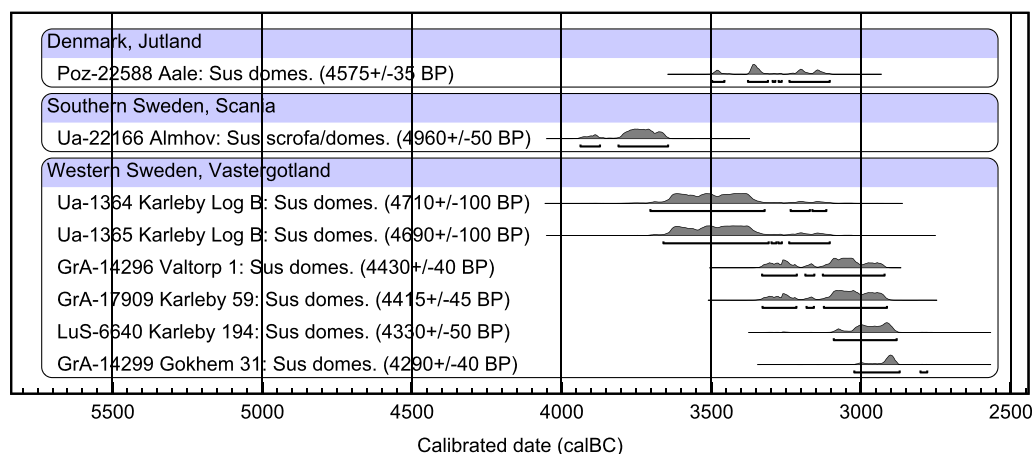 Denmark, Jutland
Poz-22588 Aale: Sus domes. (4575+/-35 BP)
Southern Sweden, Scania
Ua-22166 Almhov: Sus scrofa/domes. (4960+/-50 BP)
Western Sweden, Vastergotland
Ua-1364 Karleby Log B: Sus domes. (4710+/-100 BP)
Ua-1365 Karleby Log B: Sus domes. (4690+/-100 BP)
GrA-14296 Valtorp 1: Sus domes. (4430+/-40 BP)
GrA-17909 Karleby 59: Sus domes. (4415+/-45 BP)
LuS-6640 Karleby 194: Sus domes. (4330+/-50 BP)
GrA-14299 Gokhem 31: Sus domes. (4290+/-40 BP)
5500 5000 4500 4000 3500 3000 2500
Calibrated date (calBC)